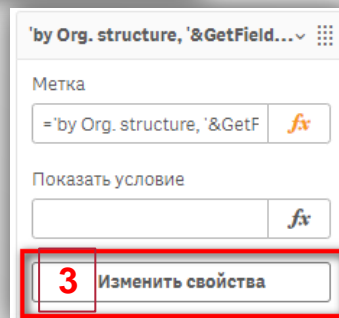 'by Org. structure, '&GetField...
Метка
='by Org. structure, '&GetF
fx
Показать условие
fx
3
Изменить свойства